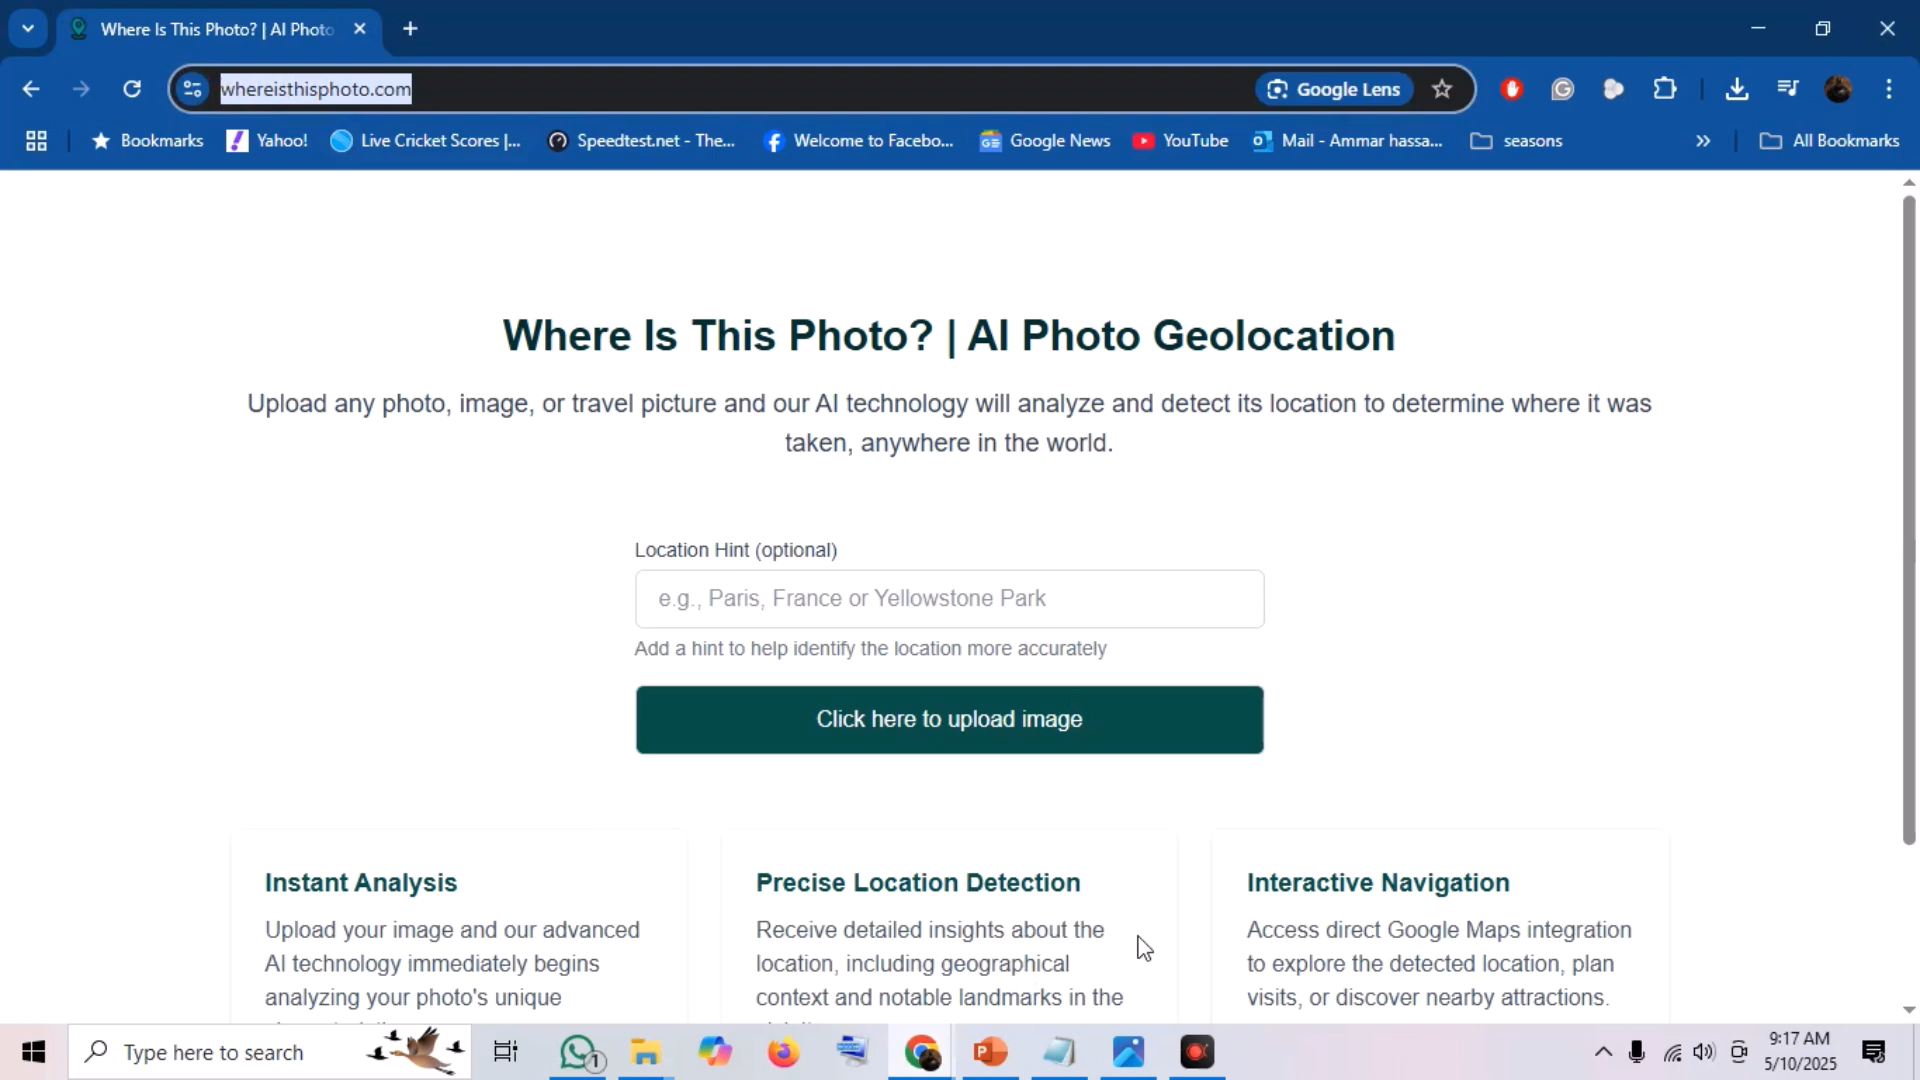 Where Is This Photo? | AI Photo
whereisthisphoto.com
Google Lens
Bookmarks
Yahoo!
Live Cricket Scores |...
Speedtest.net - The...
Welcome to Facebo...
Google News
YouTube
Mail - Ammar hassa...
seasons
All Bookmarks
Where Is This Photo? | AI Photo Geolocation
Upload any photo, image, or travel picture and our AI technology will analyze and detect its location to determine where it was
taken, anywhere in the world.
Location Hint (optional)
e.g., Paris, France or Yellowstone Park
Add a hint to help identify the location more accurately
Click here to upload image
Instant Analysis
Upload your image and our advanced
AI technology immediately begins
analyzing your photo's unique
Precise Location Detection
Receive detailed insights about the
location, including geographical
context and notable landmarks in the
Interactive Navigation
Access direct Google Maps integration
to explore the detected location, plan
visits, or discover nearby attractions.
Type here to search
1
9:17 AM
5/10/2025